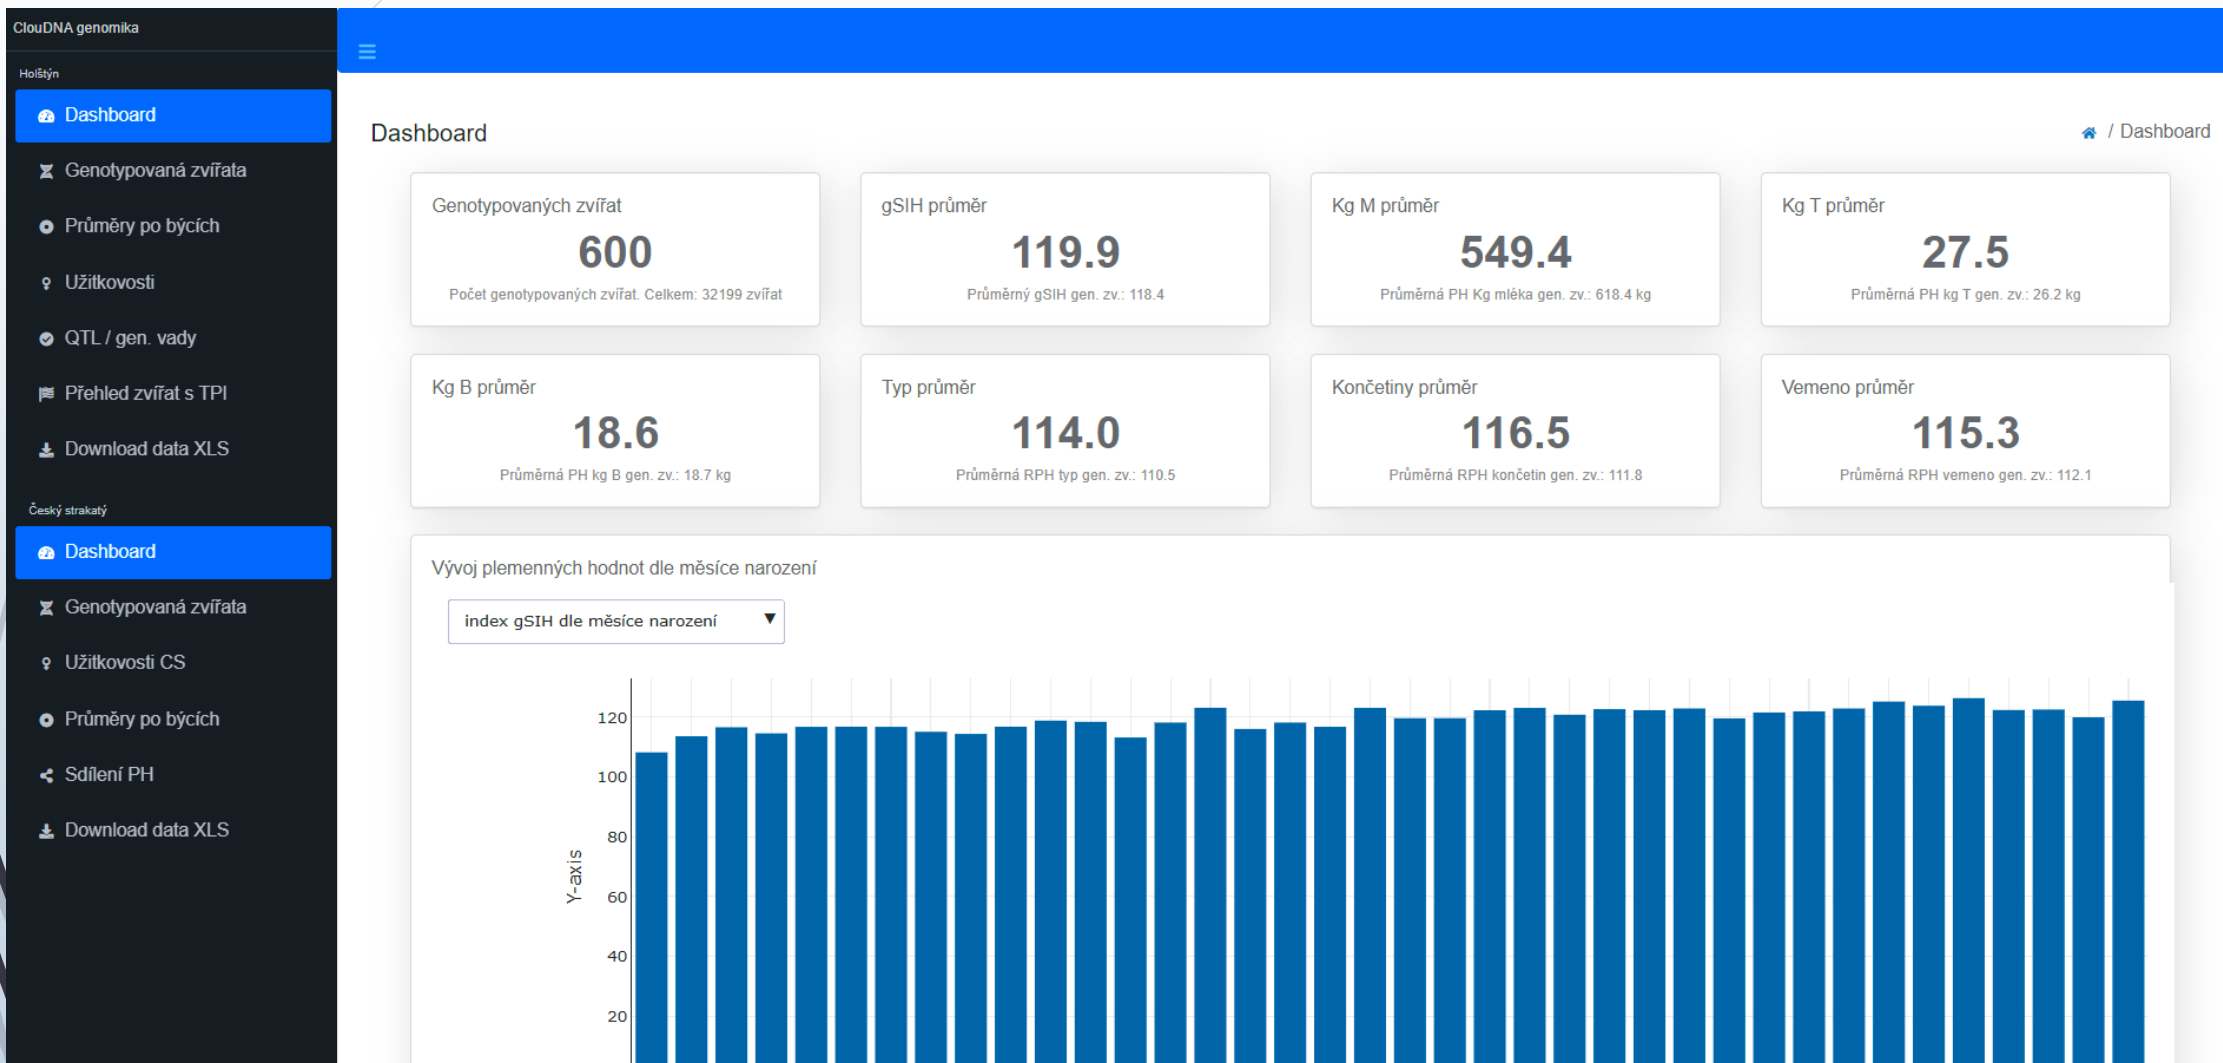 ClouDNA genomika
Holštýn
Dashboard
Genotypovaná zvířata
Průměry po býcích
Užitkovosti
QTL / gen. vady
Přehled zvířat s TPI
Download data XLS
Český strakatý
Dashboard
Genotypovaná zvířata
Užitkovosti CS
Průměry po býcích
Sdílení PH
Download data XLS
Dashboard
/ Dashboard
Genotypovaných zvířat
600
Počet genotypovaných zvířat. Celkem: 32199 zvířat
gSIH průměr
119.9
Průměrný gSIH gen. zv.: 118.4
Kg M průměr
549.4
Průměrná PH Kg mléka gen. zv.: 618.4 kg
Kg T průměr
27.5
Průměrná PH kg T gen. zv.: 26.2 kg
Kg B průměr
18.6
Průměrná PH kg B gen. zv.: 18.7 kg
Typ průměr
114.0
Průměrná RPH typ gen. zv.: 110.5
Končetiny průměr
116.5
Průměrná RPH končetin gen. zv.: 111.8
Vemeno průměr
115.3
Průměrná RPH vemeno gen. zv.: 112.1
Vývoj plemenných hodnot dle měsíce narození
index gSIH dle měsíce narození
120
100
80
60
40
20
Y-axis